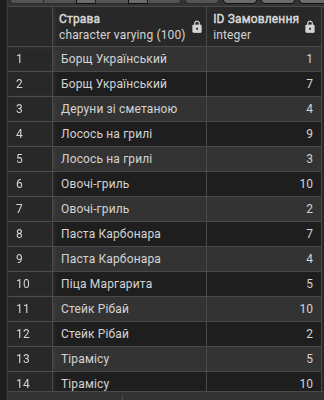 Страва ID Замовлення
character varying (100) integer
1 Борщ Український 1
2 Борщ Український 7
3 Деруни зі сметаною 4
4 Лосось на грилі 9
5 Лосось на грилі 3
6 Овочі-гриль 10
7 Овочі-гриль 2
8 Паста Карбонара 7
9 Паста Карбонара 4
10 Піца Маргарита 5
11 Стейк Рібай 10
12 Стейк Рібай 2
13 Тірамісу 5
14 Тірамісу 10